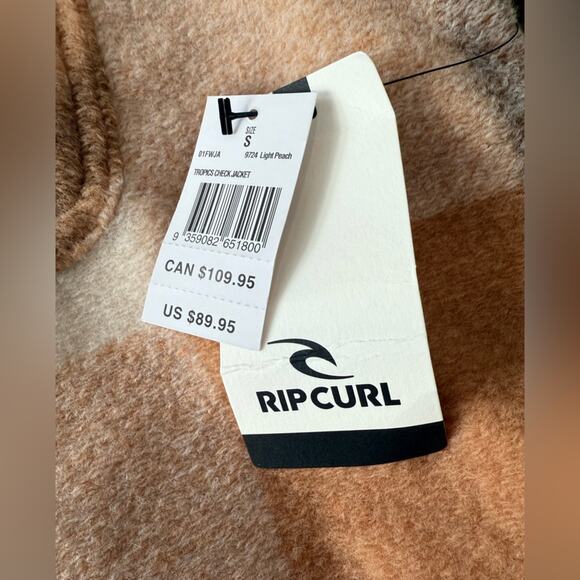 SIZE
S
01FWJA 9724 Light Peach
TROPICS CHECK JACKET
9 359082 651800
CAN $109.95
US $89.95
RIP CURL